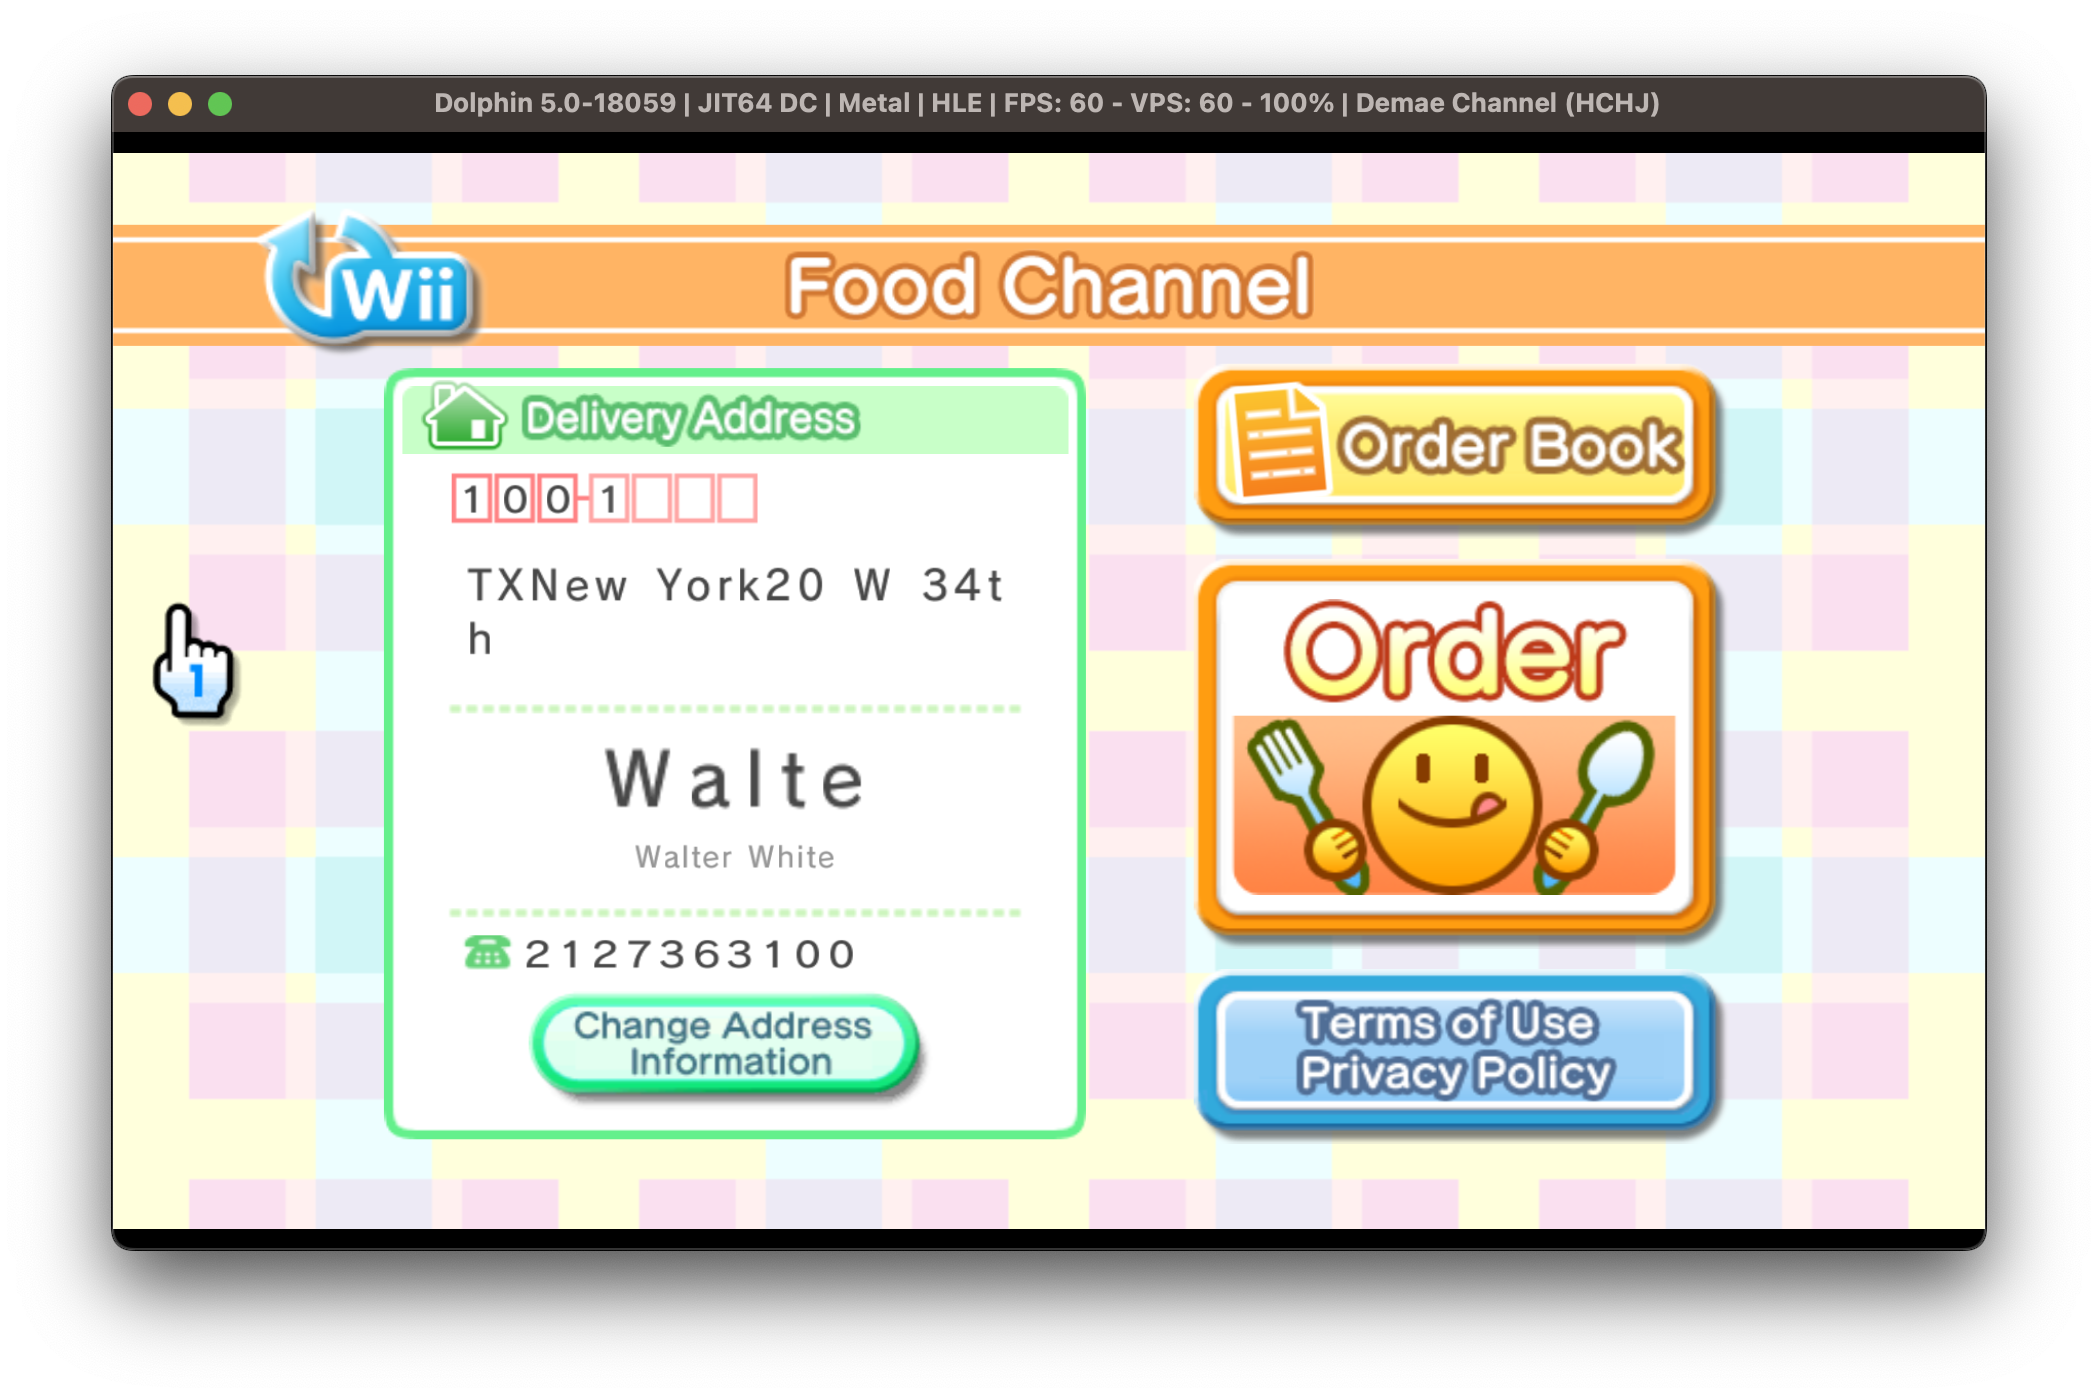 Dolphin 5.0-18059 | JIT64 DC | Metal | HLE | FPS: 60 - VPS: 60 - 100% | Demae Channel (HCHJ)
Wii
Food Channel
Delivery Address
100-1
TXNew York20 W 34t
h
Walte
Walter White
2127363100
Change Address
Information
Order Book
Order
Terms of Use
Privacy Policy
1